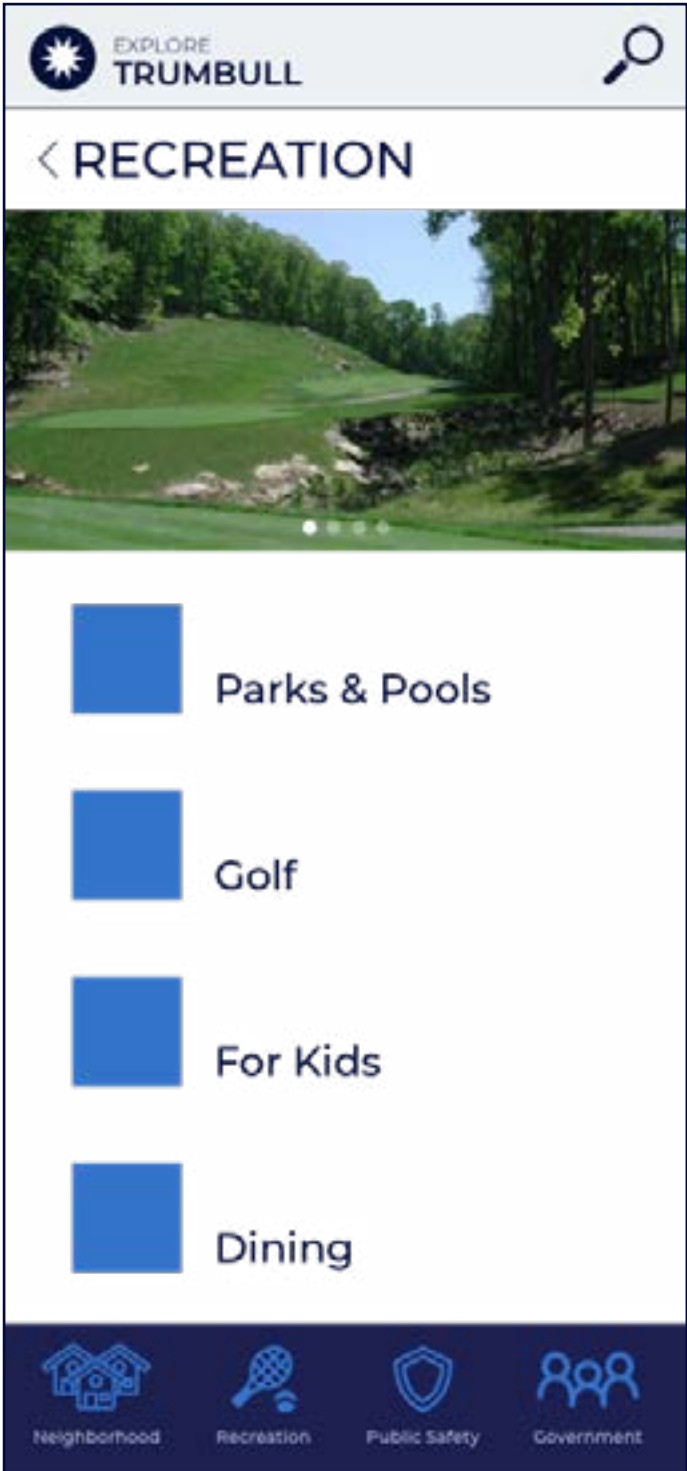 EXPLORE
TRUMBULL
RECREATION
Parks & Pools
Golf
For Kids
Dining
Neighborhood
Recreation
Public Safety
Government